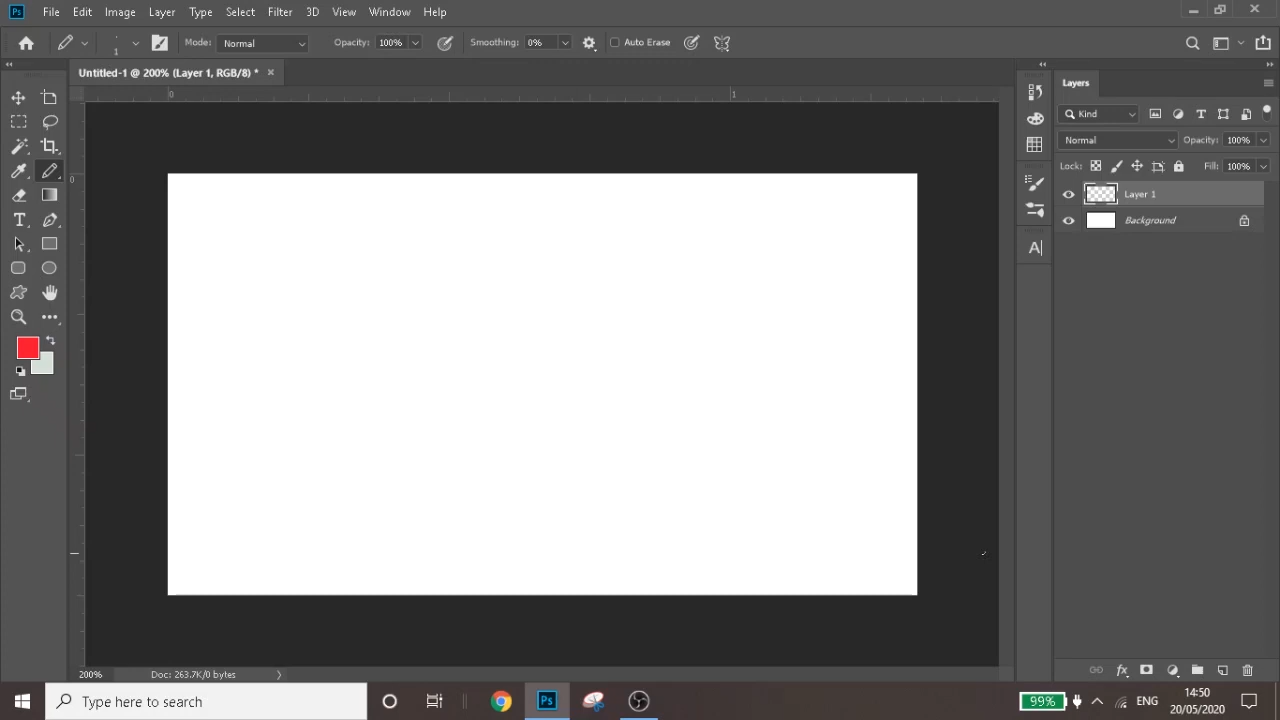 Ps File Edit Image Layer Type Select Filter 3D View Window Help
1 Mode: Normal Opacity: 100% Smoothing: 0% Auto Erase
Untitled-1 @ 200% (Layer 1, RGB/8) *
0 1
0
Layers
Kind
Normal Opacity: 100%
Lock: Fill: 100%
Layer 1
Background
A
T
200% Doc: 263.7K/0 bytes
Type here to search
Ps
99% ENG
14:50
20/05/2020